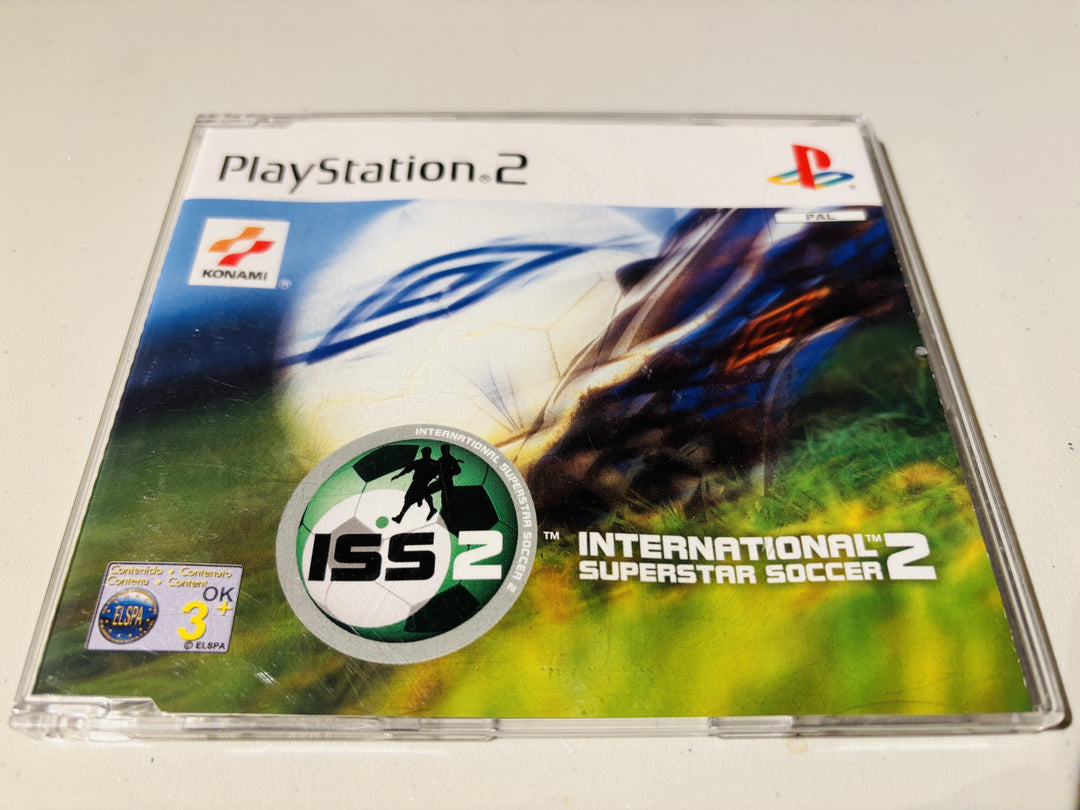 PlayStation®2
PAL
KONAMI
®
INTERNATIONAL SUPERSTAR SOCCER 2
ISS 2
™
INTERNATIONAL™ 2
SUPERSTAR SOCCER
Contenido • Contenuto
Contenu • Content
OK
ELSPA
3+
© ELSPA